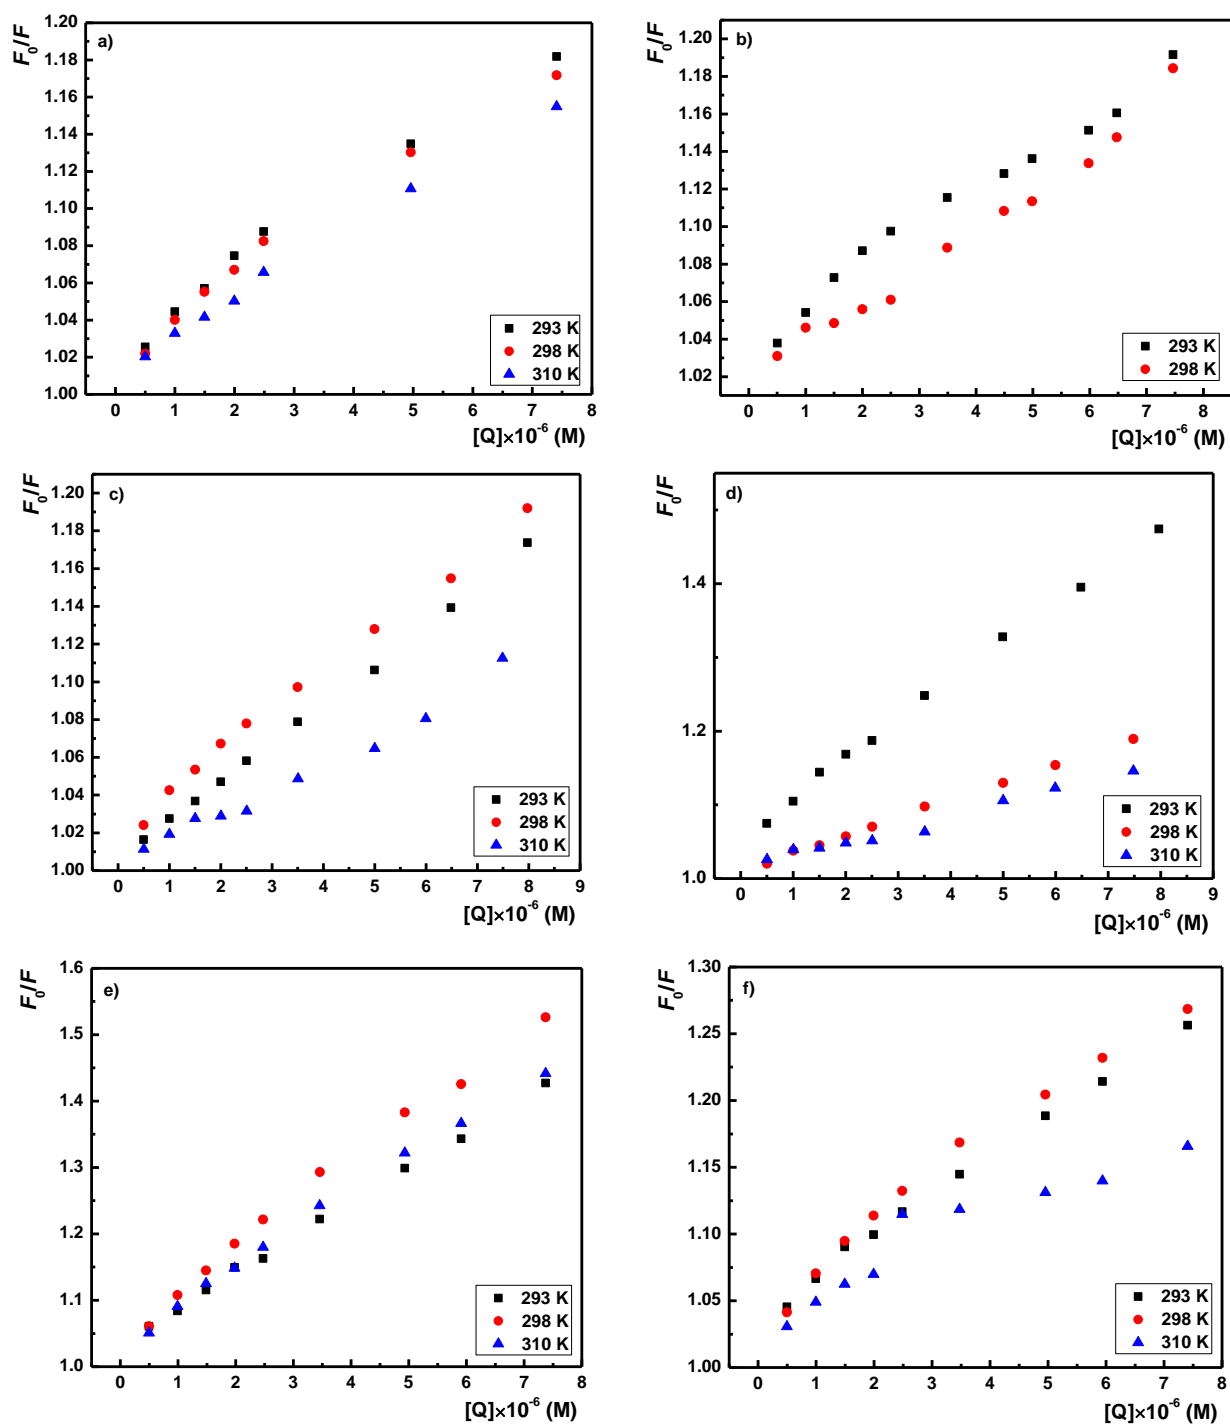 a)
F₀/F
1.20
1.18
1.16
1.14
1.12
1.10
1.08
1.06
1.04
1.02
1.00
293 K
298 K
310 K
0 1 2 3 4 5 6 7 8
[Q]×10⁻⁶ (M)
b)
F₀/F
1.20
1.18
1.16
1.14
1.12
1.10
1.08
1.06
1.04
1.02
293 K
298 K
0 1 2 3 4 5 6 7 8
[Q]×10⁻⁶ (M)
c)
F₀/F
1.20
1.18
1.16
1.14
1.12
1.10
1.08
1.06
1.04
1.02
1.00
293 K
298 K
310 K
0 1 2 3 4 5 6 7 8 9
[Q]×10⁻⁶ (M)
d)
F₀/F
1.4
1.2
1.0
293 K
298 K
310 K
0 1 2 3 4 5 6 7 8 9
[Q]×10⁻⁶ (M)
e)
F₀/F
1.6
1.5
1.4
1.3
1.2
1.1
1.0
293 K
298 K
310 K
0 1 2 3 4 5 6 7 8
[Q]×10⁻⁶ (M)
f)
F₀/F
1.30
1.25
1.20
1.15
1.10
1.05
1.00
293 K
298 K
310 K
0 1 2 3 4 5 6 7 8
[Q]×10⁻⁶ (M)